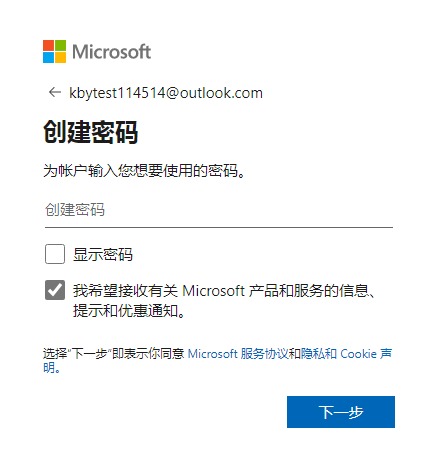 Microsoft
← kbytest114514@outlook.com
创建密码
为帐户输入您想要使用的密码。
创建密码
显示密码
我希望接收有关 Microsoft 产品和服务的信息、
提示和优惠通知。
选择"下一步"即表示你同意 Microsoft 服务协议和隐私和 Cookie 声
明。
下一步